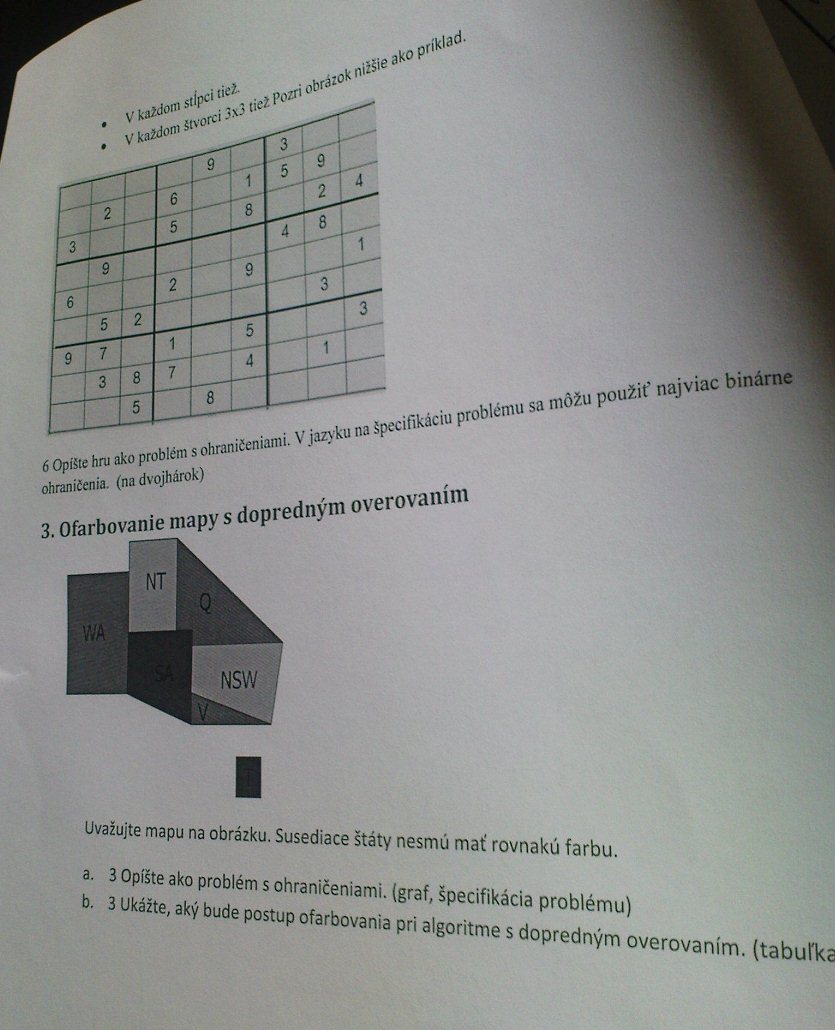 • V každom stĺpci tiež.
• V každom štvorci 3x3 tiež Pozri obrázok nižšie ako príklad.
9 3
2 6 1 5 9
3 5 8 2 4
9 4 8
6 2 9 1
5 2 3
9 7 1 5 3
3 8 7 4 1
5 8
6 Opíšte hru ako problém s ohraničeniami. V jazyku na špecifikáciu problému sa môžu použiť najviac binárne
ohraničenia. (na dvojhárok)
3. Ofarbovanie mapy s dopredným overovaním
NT
Q
WA
SA
NSW
V
T
Uvažujte mapu na obrázku. Susediace štáty nesmú mať rovnakú farbu.
a. 3 Opíšte ako problém s ohraničeniami. (graf, špecifikácia problému)
b. 3 Ukážte, aký bude postup ofarbovania pri algoritme s dopredným overovaním. (tabuľka